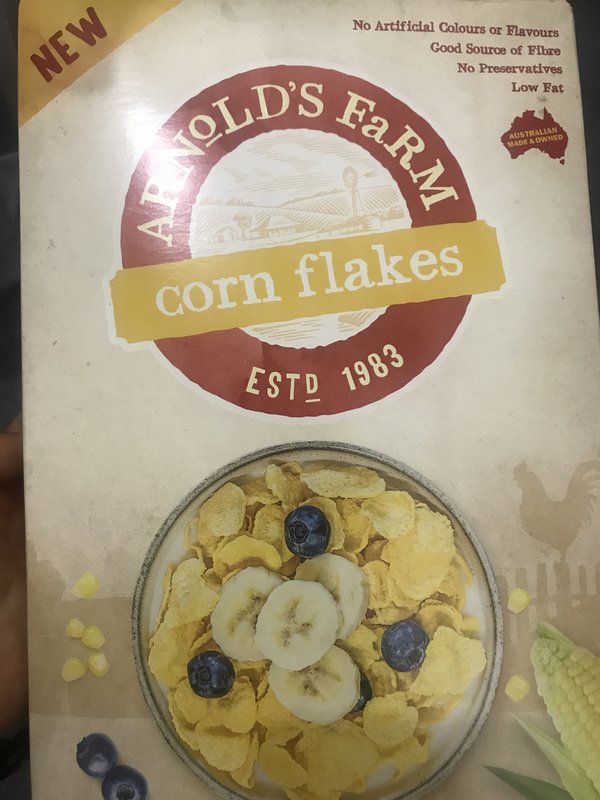 NEW
No Artificial Colours or Flavours
Good Source of Fibre
No Preservatives
Low Fat
AUSTRALIAN
MADE & OWNED
ARNOLD'S FARM
corn flakes
ESTD 1983